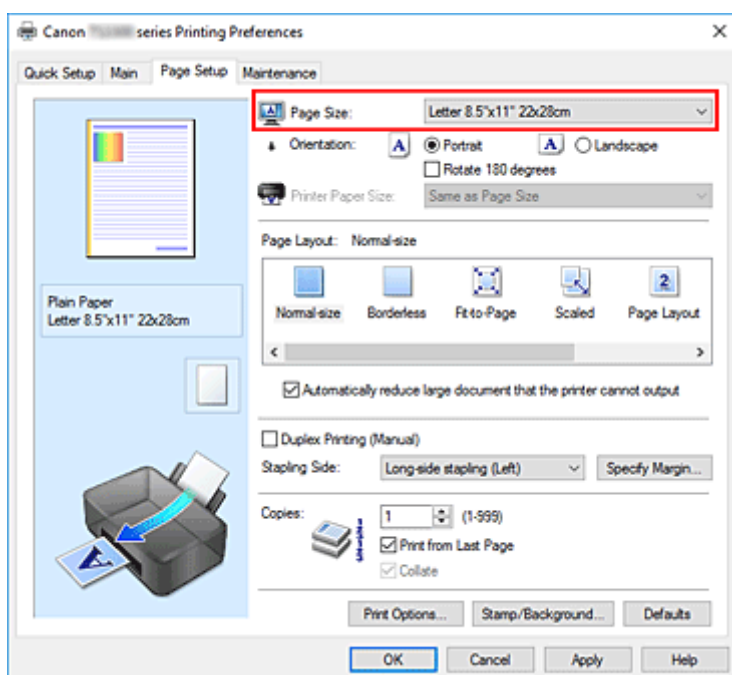 Canon series Printing Preferences
Quick Setup Main Page Setup Maintenance
Page Size: Letter 8.5"x11" 22x28cm
Orientation: A Portrait A Landscape
Rotate 180 degrees
Printer Paper Size: Same as Page Size
Page Layout: Normal-size
2
Normal-size Borderless Fit-to-Page Scaled Page Layout
Plain Paper
Letter 8.5"x11" 22x28cm
Automatically reduce large document that the printer cannot output
Duplex Printing (Manual)
Stapling Side: Long-side stapling (Left) Specify Margin...
Copies: 1 (1-999)
Print from Last Page
Collate
A
Print Options... Stamp/Background... Defaults
OK Cancel Apply Help